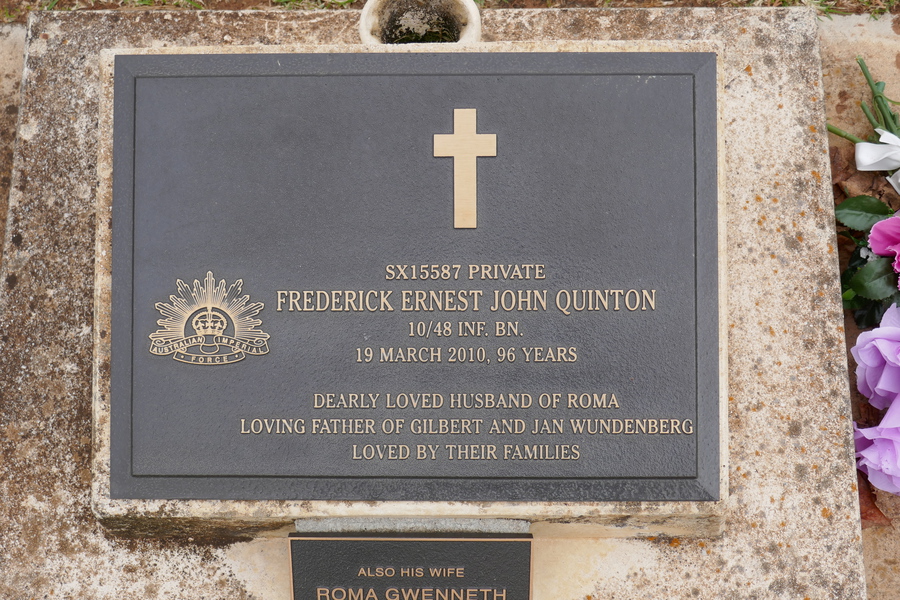 SX15587 PRIVATE
FREDERICK ERNEST JOHN QUINTON
10/48 INF. BN.
19 MARCH 2010, 96 YEARS
AUSTRALIAN IMPERIAL
FORCE
DEARLY LOVED HUSBAND OF ROMA
LOVING FATHER OF GILBERT AND JAN WUNDENBERG
LOVED BY THEIR FAMILIES
ALSO HIS WIFE
ROMA GWENNETH